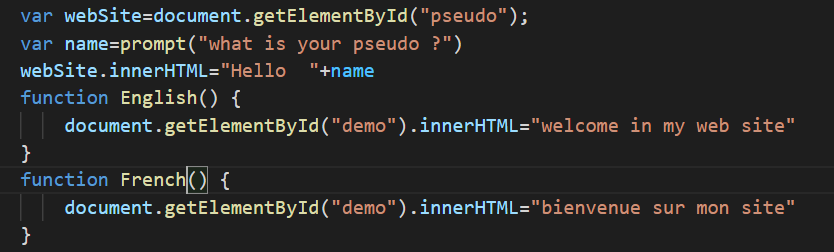 var webSite=document.getElementById("pseudo");
var name=prompt("what is your pseudo ?")
webSite.innerHTML="Hello  "+name
function English() {
    document.getElementById("demo").innerHTML="welcome in my web site"
}
function French() {
    document.getElementById("demo").innerHTML="bienvenue sur mon site"
}